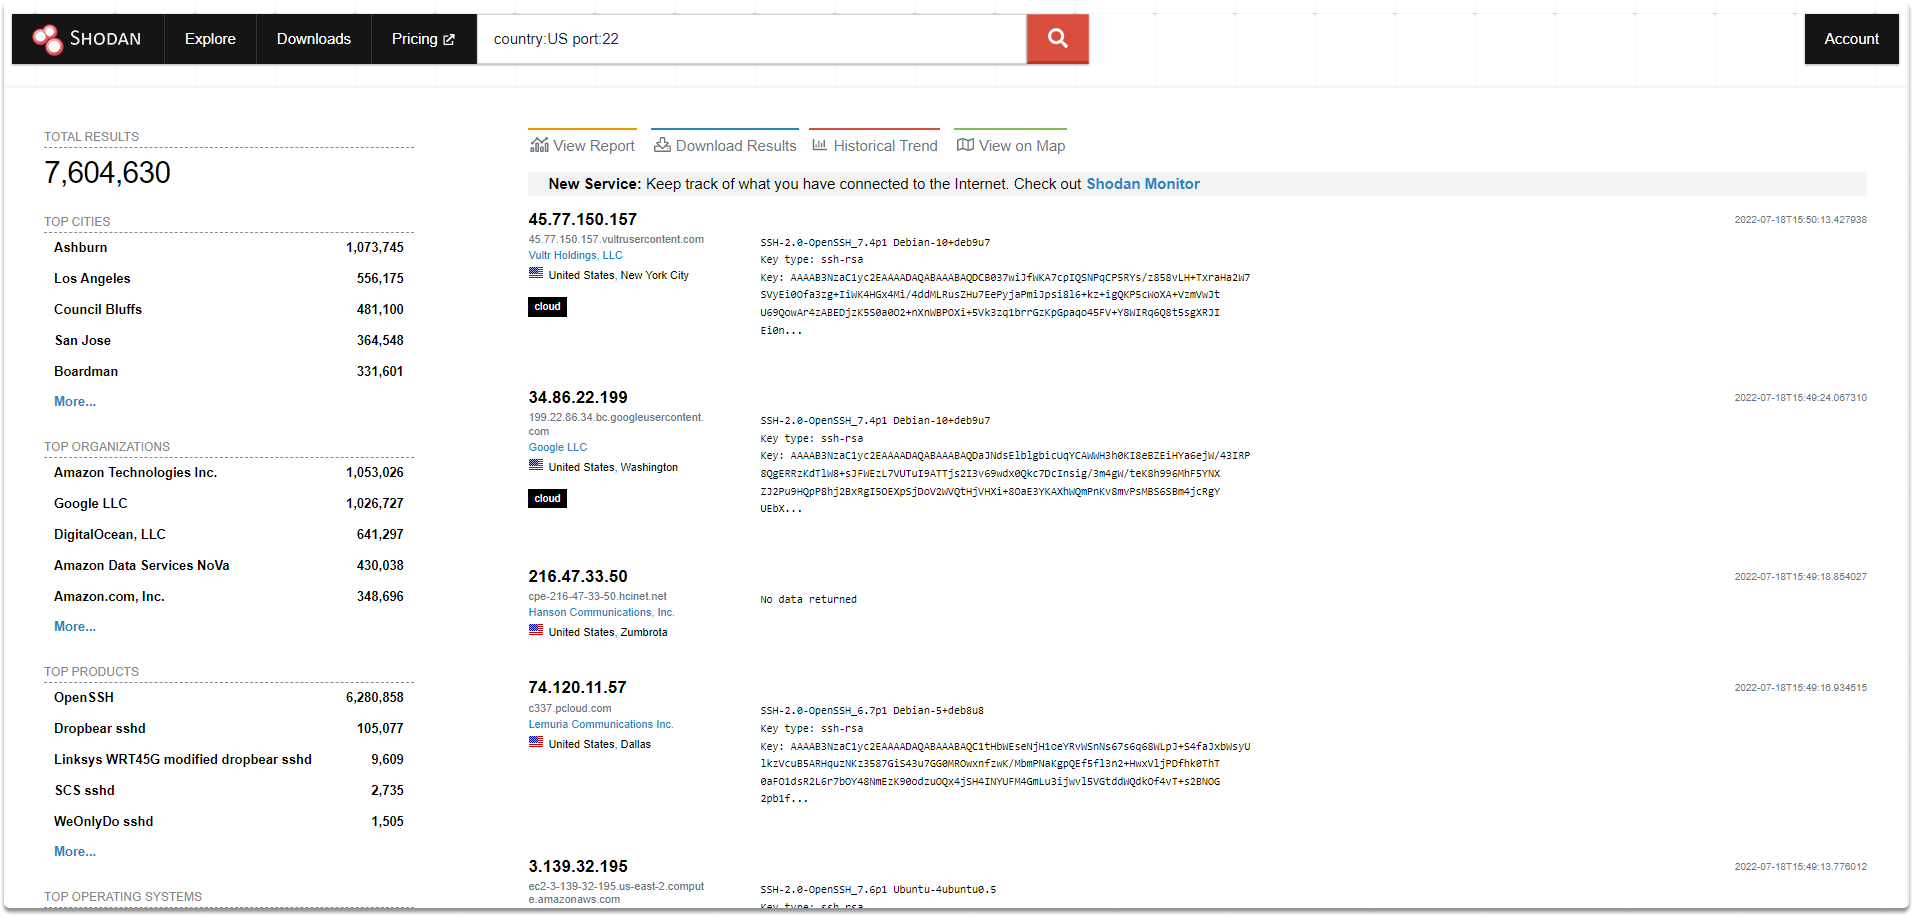 SHODAN Explore Downloads Pricing country:US port:22 Account
TOTAL RESULTS
7,604,630
TOP CITIES
Ashburn 1,073,745
Los Angeles 556,175
Council Bluffs 481,100
San Jose 364,548
Boardman 331,601
More...
TOP ORGANIZATIONS
Amazon Technologies Inc. 1,053,026
Google LLC 1,026,727
DigitalOcean, LLC 641,297
Amazon Data Services NoVa 430,038
Amazon.com, Inc. 348,696
More...
TOP PRODUCTS
OpenSSH 6,280,858
Dropbear sshd 105,077
Linksys WRT45G modified dropbear sshd 9,609
SCS sshd 2,735
WeOnlyDo sshd 1,505
More...
TOP OPERATING SYSTEMS
View Report Download Results Historical Trend View on Map
New Service: Keep track of what you have connected to the Internet. Check out Shodan Monitor
45.77.150.157
45.77.150.157.vultrusercontent.com
Vultr Holdings, LLC
United States, New York City
cloud
SSH-2.0-OpenSSH_7.4p1 Debian-10+deb9u7
Key type: ssh-rsa
Key: AAAAB3NzaC1yc2EAAAADAQABAAABAQDCB037wiJfWKA7cpIQSNPqCP5RYs/z858vLH+TxraHa2W7
SVyEi0Ofa3zg+IiWK4HGx4Mi/4ddMLRusZHu7EePyjaPmiJpsi8l6+kz+igQKP5cWoXA+VzmVwJt
U69QowAr4zABEDjzK5S0a0O2+nXnWBPOXi+5Vk3zq1brrGzKpGpaqo45FV+Y8WIRq6Q8t5sgXRJI
Ei0n...
2022-07-18T15:50:13.427938
34.86.22.199
199.22.86.34.bc.googleusercontent.
com
Google LLC
United States, Washington
cloud
SSH-2.0-OpenSSH_7.4p1 Debian-10+deb9u7
Key type: ssh-rsa
Key: AAAAB3NzaC1yc2EAAAADAQABAAABAQDaJNdsElblgbicUqYCAWWH3h0KI8eBZEiHYa6ejW/43IRP
8QgERRzKdTlW8+sJFWEzL7VUTuI9ATTjs2I3v69wdx0Qkc7DcInsig/3m4gW/teK8h996MhF5YNX
ZJ2Pu9HQpP8hj2BxRgI5OEXpSjDoV2WVQtHjVHXi+8OaE3YKAXhWQmPnKv8mvPsMBS6SBm4jcRgY
UEbX...
2022-07-18T15:49:24.067310
216.47.33.50
cpe-216-47-33-50.hcinet.net
Hanson Communications, Inc.
United States, Zumbrota
No data returned
2022-07-18T15:49:18.854027
74.120.11.57
c337.pcloud.com
Lemuria Communications Inc.
United States, Dallas
SSH-2.0-OpenSSH_6.7p1 Debian-5+deb8u8
Key type: ssh-rsa
Key: AAAAB3NzaC1yc2EAAAADAQABAAABAQC1tHbWEseNjH1oeYRvWSnNs67s6q68WLpJ+S4faJxbWsyU
lkzVcuB5ARHquzNKz3587GiS43u7GG0MROwxnfzwK/MbmPNaKgpQEf5fl3n2+HwxVljPDfhk0ThT
0aFO1dsR2L6r7bOY48NmEzK90odzuOQx4jSH4INYUFM4GmLu3ijwvl5VGtddWQdkOf4vT+s2BNOG
2pb1f...
2022-07-18T15:49:16.934515
3.139.32.195
ec2-3-139-32-195.us-east-2.comput
e.amazonaws.com
SSH-2.0-OpenSSH_7.6p1 Ubuntu-4ubuntu0.5
Key type: ssh-rsa
2022-07-18T15:49:13.776012